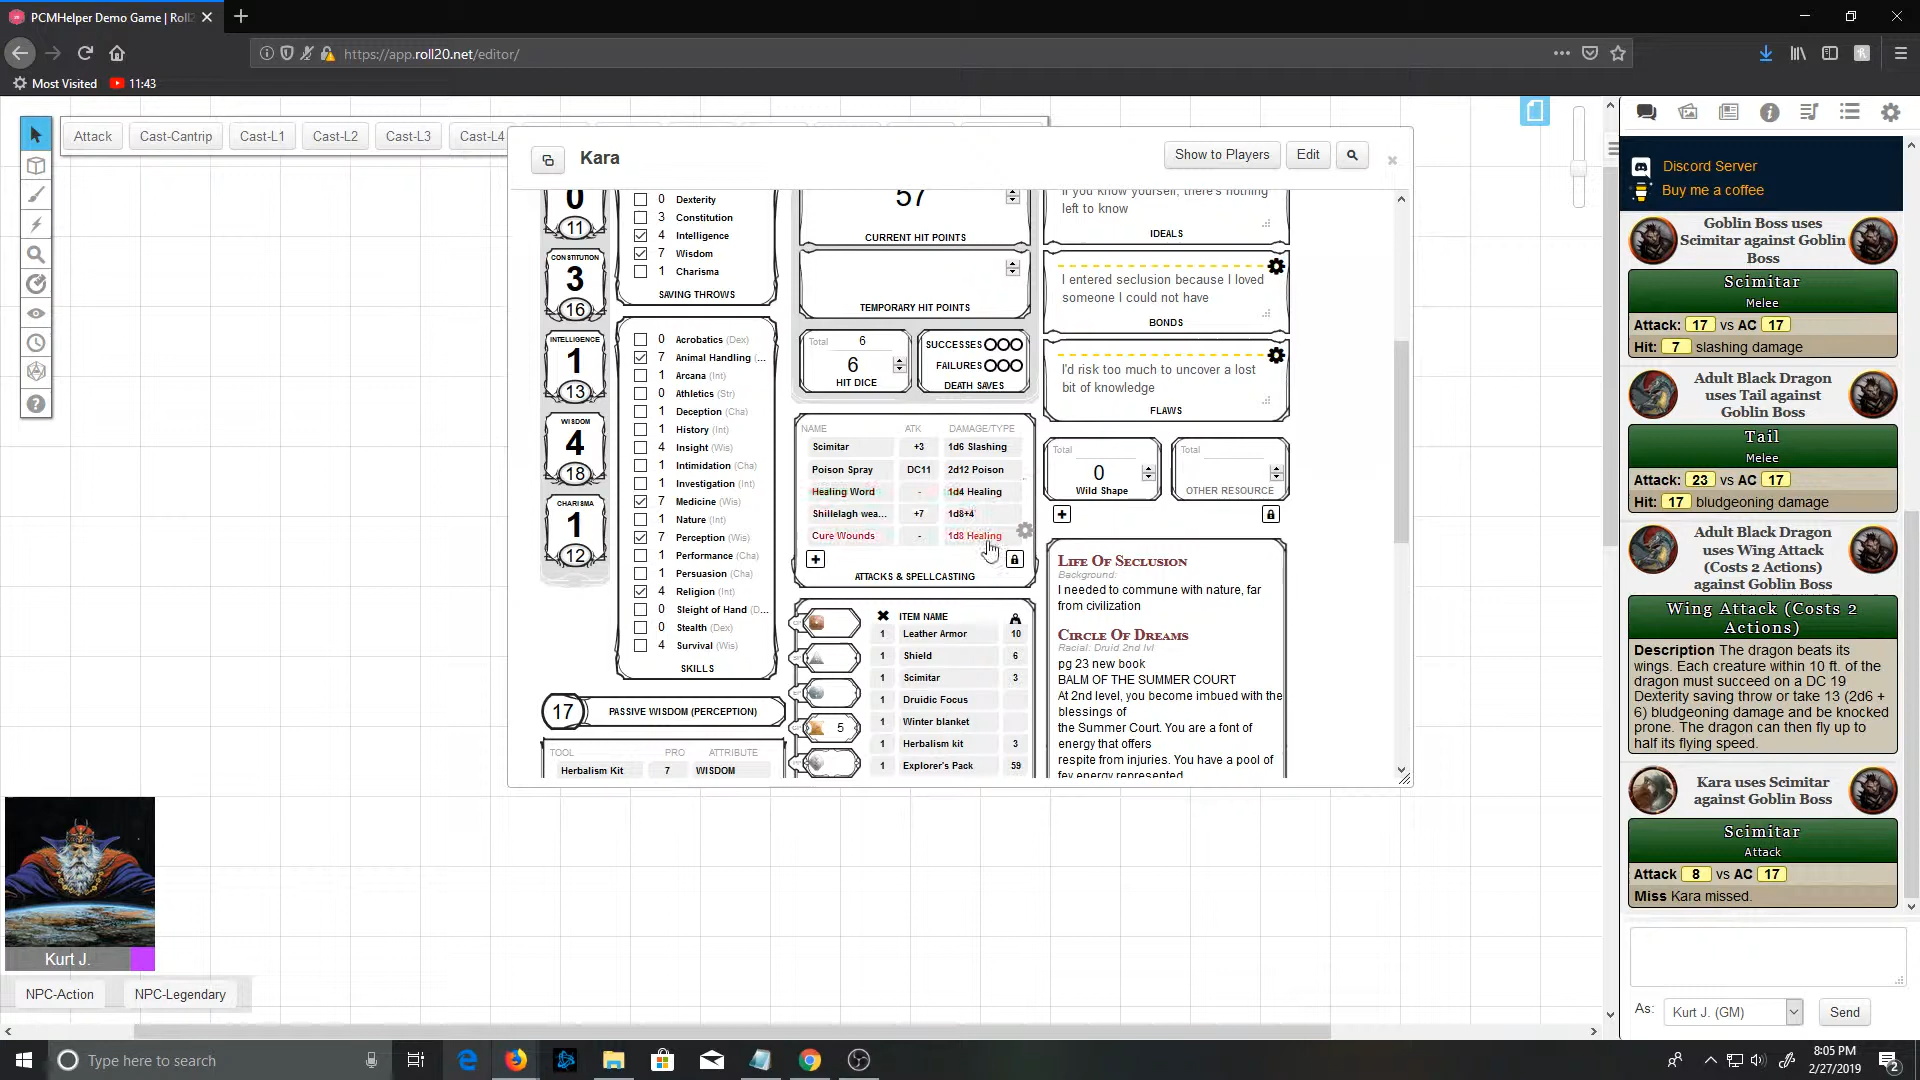 PCMHelper Demo Game | Roll2
https://app.roll20.net/editor/
Most Visited
11:43
Attack
Cast-Cantrip
Cast-L1
Cast-L2
Cast-L3
Cast-L4
Kara
Show to Players
Edit
0
11
CONSTITUTION
3
16
INTELLIGENCE
1
13
WISDOM
4
18
CHARISMA
1
12
0 Dexterity
3 Constitution
4 Intelligence
7 Wisdom
1 Charisma
SAVING THROWS
0 Acrobatics (Dex)
7 Animal Handling (...
1 Arcana (Int)
0 Athletics (Str)
1 Deception (Cha)
1 History (Int)
4 Insight (Wis)
1 Intimidation (Cha)
1 Investigation (Int)
7 Medicine (Wis)
1 Nature (Int)
7 Perception (Wis)
1 Performance (Cha)
1 Persuasion (Cha)
4 Religion (Int)
0 Sleight of Hand (D...
0 Stealth (Dex)
4 Survival (Wis)
SKILLS
17 PASSIVE WISDOM (PERCEPTION)
TOOL PRO ATTRIBUTE
Herbalism Kit 7 WISDOM
57
CURRENT HIT POINTS
TEMPORARY HIT POINTS
Total 6
6
HIT DICE
SUCCESSES
FAILURES
DEATH SAVES
NAME ATK DAMAGE/TYPE
Scimitar +3 1d6 Slashing
Poison Spray DC11 2d12 Poison
Healing Word - 1d4 Healing
Shillelagh wea... +7 1d8+4
Cure Wounds - 1d8 Healing
ATTACKS & SPELLCASTING
ITEM NAME
1 Leather Armor 10
1 Shield 6
1 Scimitar 3
1 Druidic Focus
1 Winter blanket
1 Herbalism kit 3
1 Explorer's Pack 59
5
If you know yourself, there's nothing
left to know
IDEALS
I entered seclusion because I loved
someone I could not have
BONDS
I'd risk too much to uncover a lost
bit of knowledge
FLAWS
Total
0
Wild Shape
Total
OTHER RESOURCE
LIFE OF SECLUSION
Background:
I needed to commune with nature, far
from civilization
CIRCLE OF DREAMS
Racial: Druid 2nd lvl
pg 23 new book
BALM OF THE SUMMER COURT
At 2nd level, you become imbued with the
blessings of
the Summer Court. You are a font of
energy that offers
respite from injuries. You have a pool of
fey energy represented
Discord Server
Buy me a coffee
Goblin Boss uses
Scimitar against Goblin
Boss
Scimitar
Melee
Attack: 17 vs AC 17
Hit: 7 slashing damage
Adult Black Dragon
uses Tail against
Goblin Boss
Tail
Melee
Attack: 23 vs AC 17
Hit: 17 bludgeoning damage
Adult Black Dragon
uses Wing Attack
(Costs 2 Actions)
against Goblin Boss
Wing Attack (Costs 2
Actions)
Description The dragon beats its
wings. Each creature within 10 ft. of the
dragon must succeed on a DC 19
Dexterity saving throw or take 13 (2d6 +
6) bludgeoning damage and be knocked
prone. The dragon can then fly up to
half its flying speed.
Kara uses Scimitar
against Goblin Boss
Scimitar
Attack
Attack 8 vs AC 17
Miss Kara missed.
As: Kurt J. (GM)
Send
Kurt J.
NPC-Action
NPC-Legendary
Type here to search
8:05 PM
2/27/2019
2